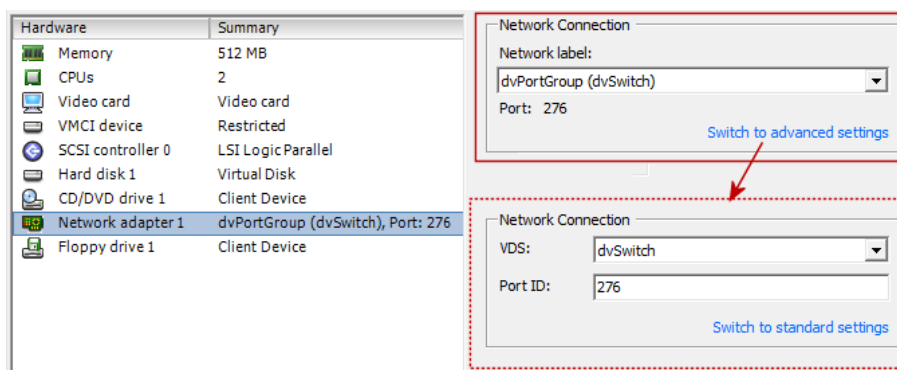 Hardware Summary
Memory 512 MB
CPUs 2
Video card Video card
VMCI device Restricted
SCSI controller 0 LSI Logic Parallel
Hard disk 1 Virtual Disk
CD/DVD drive 1 Client Device
Network adapter 1 dvPortGroup (dvSwitch), Port: 276
Floppy drive 1 Client Device
Network Connection
Network label:
dvPortGroup (dvSwitch)
Port: 276
Switch to advanced settings
Network Connection
VDS: dvSwitch
Port ID: 276
Switch to standard settings